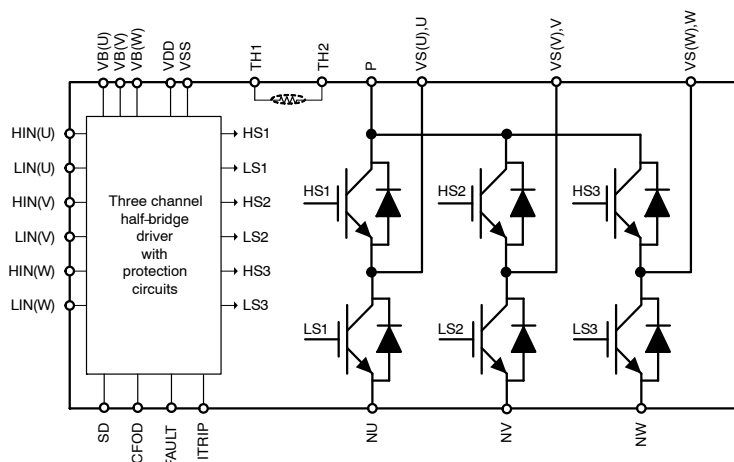 VB(U)
VB(V)
VB(W)
VDD
VSS
TH1
TH2
P
VS(U),U
VS(V),V
VS(W),W
HIN(U)
LIN(U)
HIN(V)
LIN(V)
HIN(W)
LIN(W)
Three channel
half-bridge
driver
with
protection
circuits
HS1
LS1
HS2
LS2
HS3
LS3
HS1
HS2
HS3
LS1
LS2
LS3
SD
CFOD
FAULT
ITRIP
NU
NV
NW